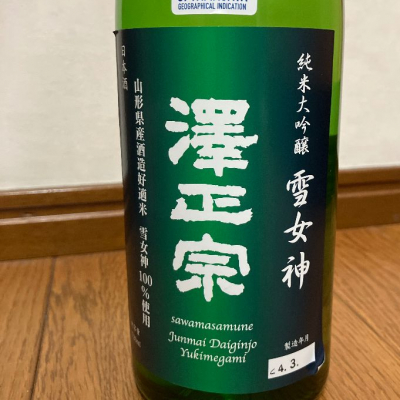 GEOGRAPHICAL INDICATION
純米大吟醸 雪女神
澤正宗
sawamasamune
Junmai Daiginjo
Yukimegami
山形県産酒造好適米 雪女神100%使用
日本酒
製造年月
4.3.